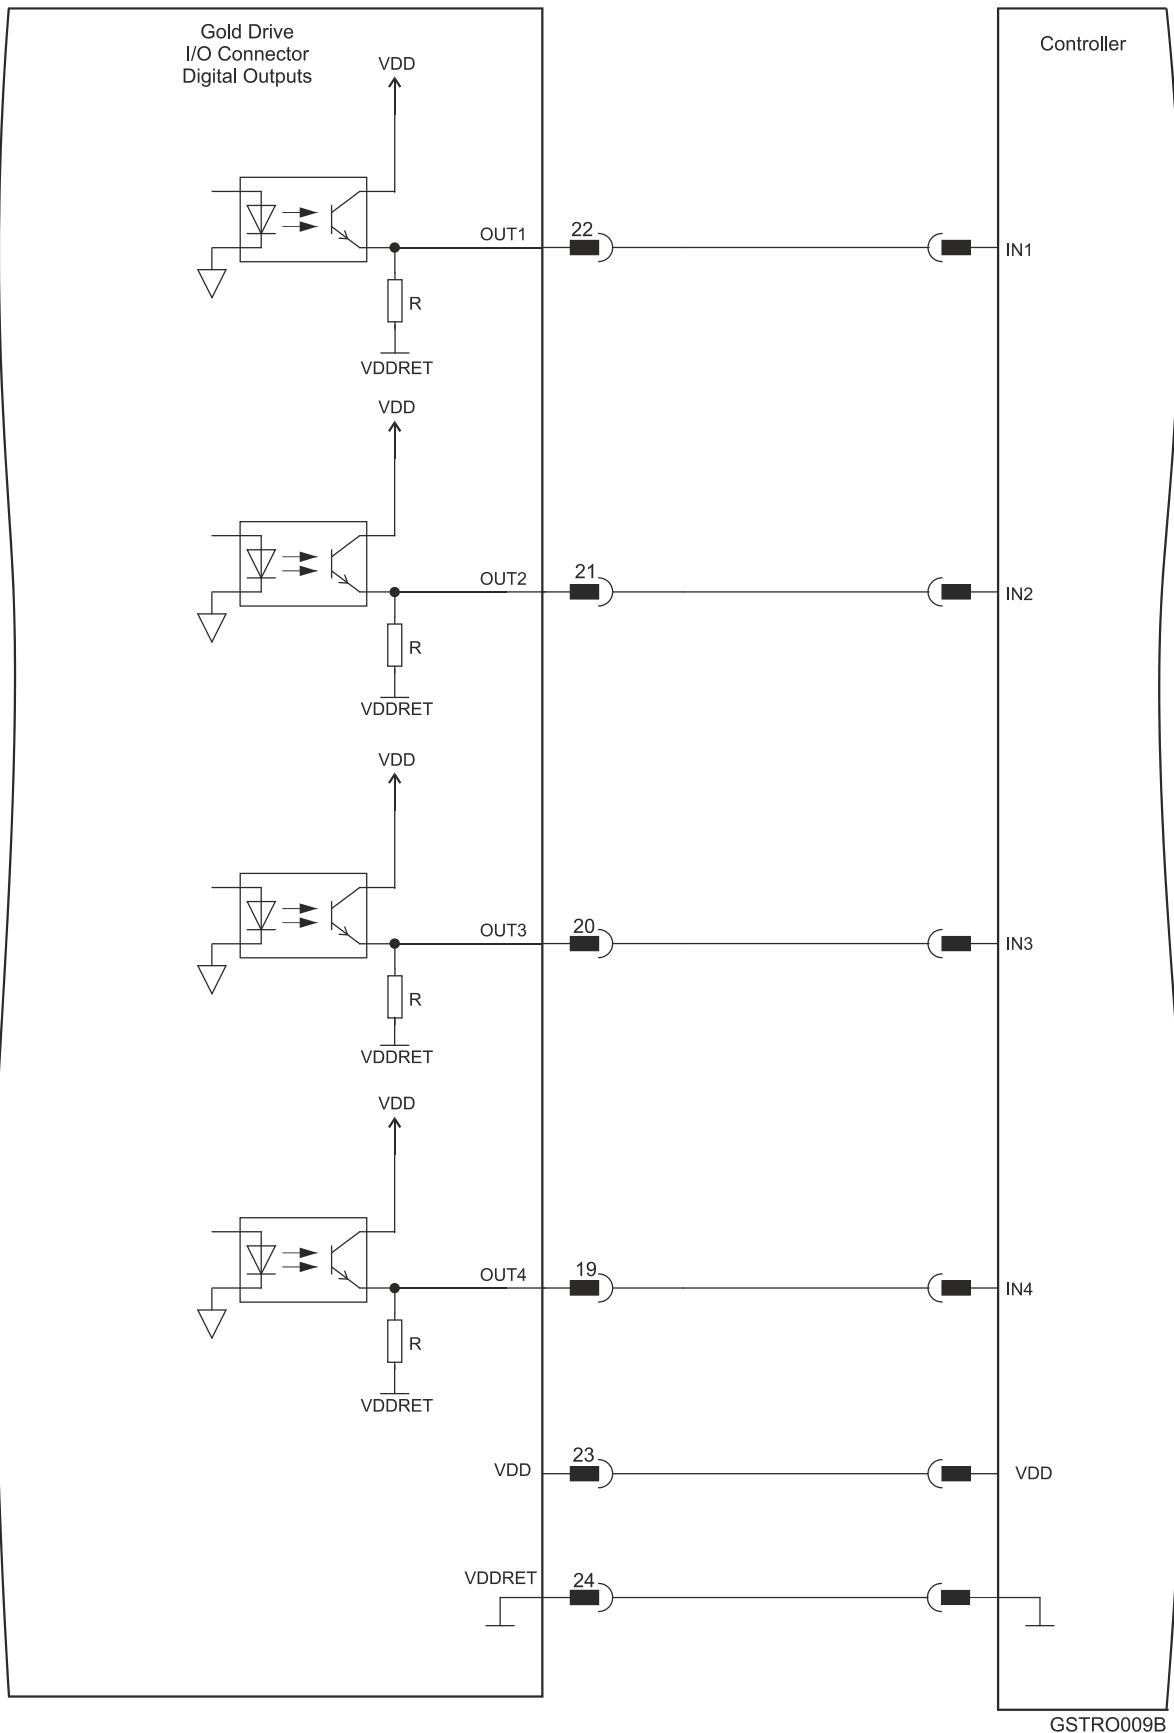 Gold Drive
I/O Connector
Digital Outputs
Controller
VDD
OUT1
22
IN1
R
VDDRET
VDD
OUT2
21
IN2
R
VDDRET
VDD
OUT3
20
IN3
R
VDDRET
VDD
OUT4
19
IN4
R
VDDRET
VDD
23
VDD
VDDRET
24
GSTRO009B